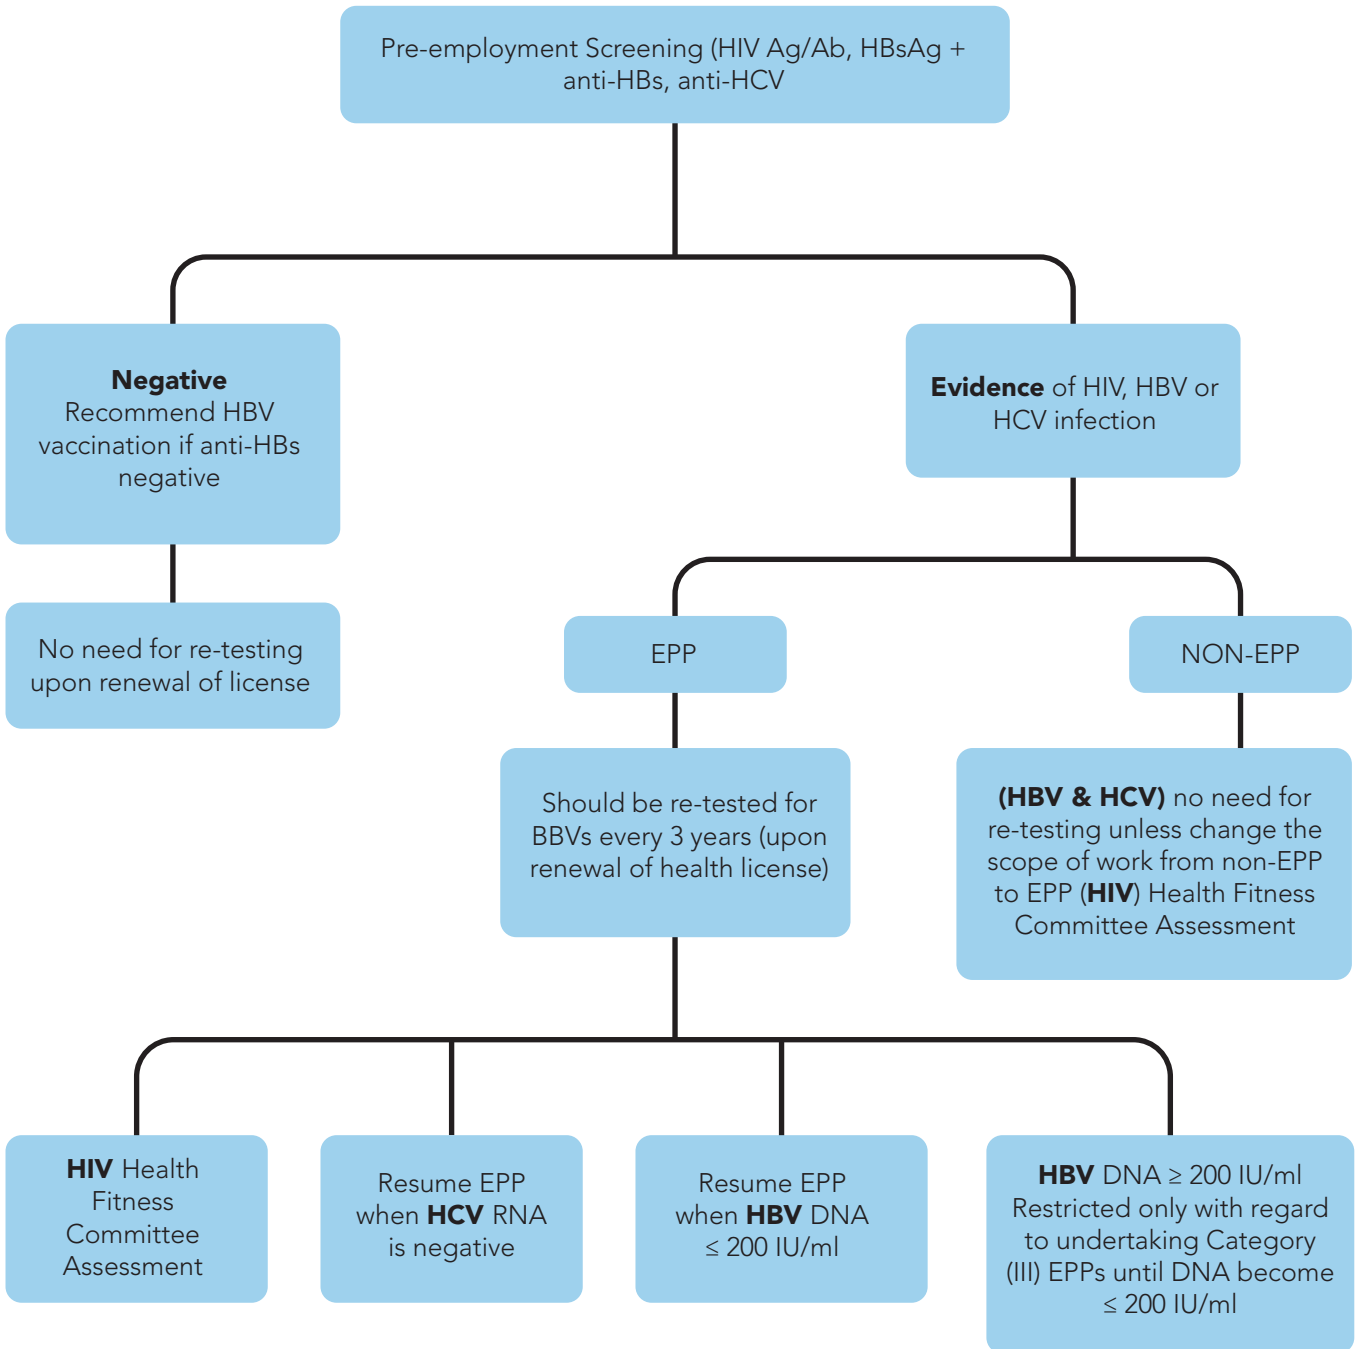 Pre-employment Screening (HIV Ag/Ab, HBsAg +
anti-HBs, anti-HCV
Negative
Recommend HBV
vaccination if anti-HBs
negative
Evidence of HIV, HBV or
HCV infection
No need for re-testing
upon renewal of license
EPP
NON-EPP
Should be re-tested for
BBVs every 3 years (upon
renewal of health license)
(HBV & HCV) no need for
re-testing unless change the
scope of work from non-EPP
to EPP (HIV) Health Fitness
Committee Assessment
HIV Health
Fitness
Committee
Assessment
Resume EPP
when HCV RNA
is negative
Resume EPP
when HBV DNA
≤ 200 IU/ml
HBV DNA ≥ 200 IU/ml
Restricted only with regard
to undertaking Category
(III) EPPs until DNA become
≤ 200 IU/ml